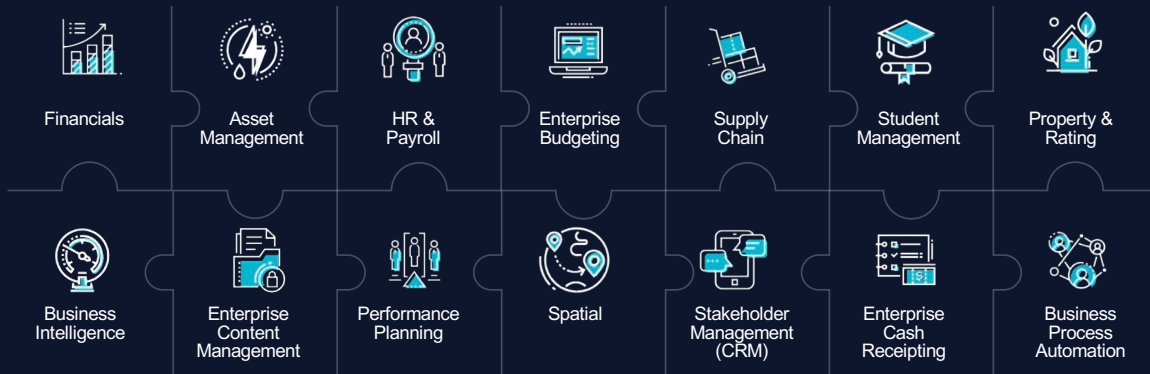 Financials
Asset
Management
HR &
Payroll
Enterprise
Budgeting
Supply
Chain
Student
Management
Property &
Rating
Business
Intelligence
Enterprise
Content
Management
Performance
Planning
Spatial
Stakeholder
Management
(CRM)
Enterprise
Cash
Receipting
Business
Process
Automation